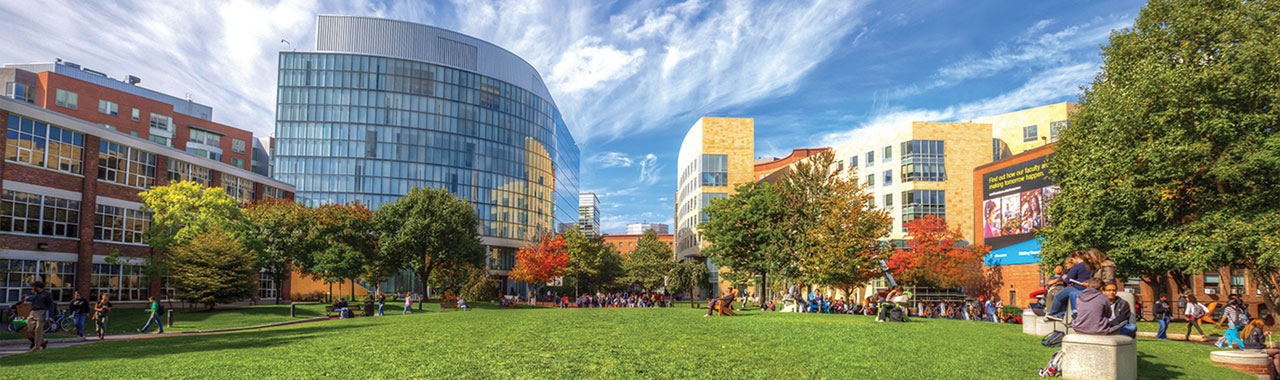 Find out how our faculty are
making tomorrow happen.